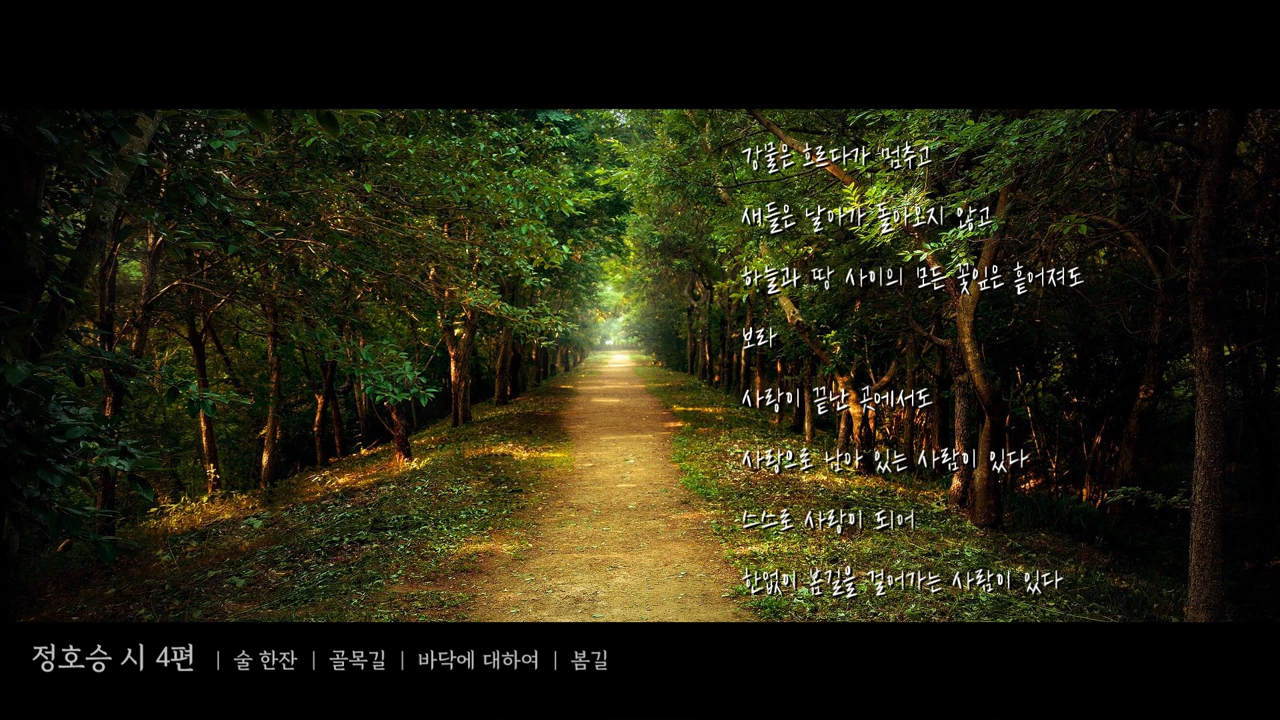 강물은 흐르다가 멈추고
새들은 날아가 돌아오지 않고
하늘과 땅 사이의 모든 꽃잎은 흩어져도
보라
사랑이 끝난 곳에서도
사랑으로 남아 있는 사람이 있다
스스로 사랑이 되어
한없이 봄길을 걸어가는 사람이 있다
정호승 시 4편 | 술 한잔 | 골목길 | 바닥에 대하여 | 봄길